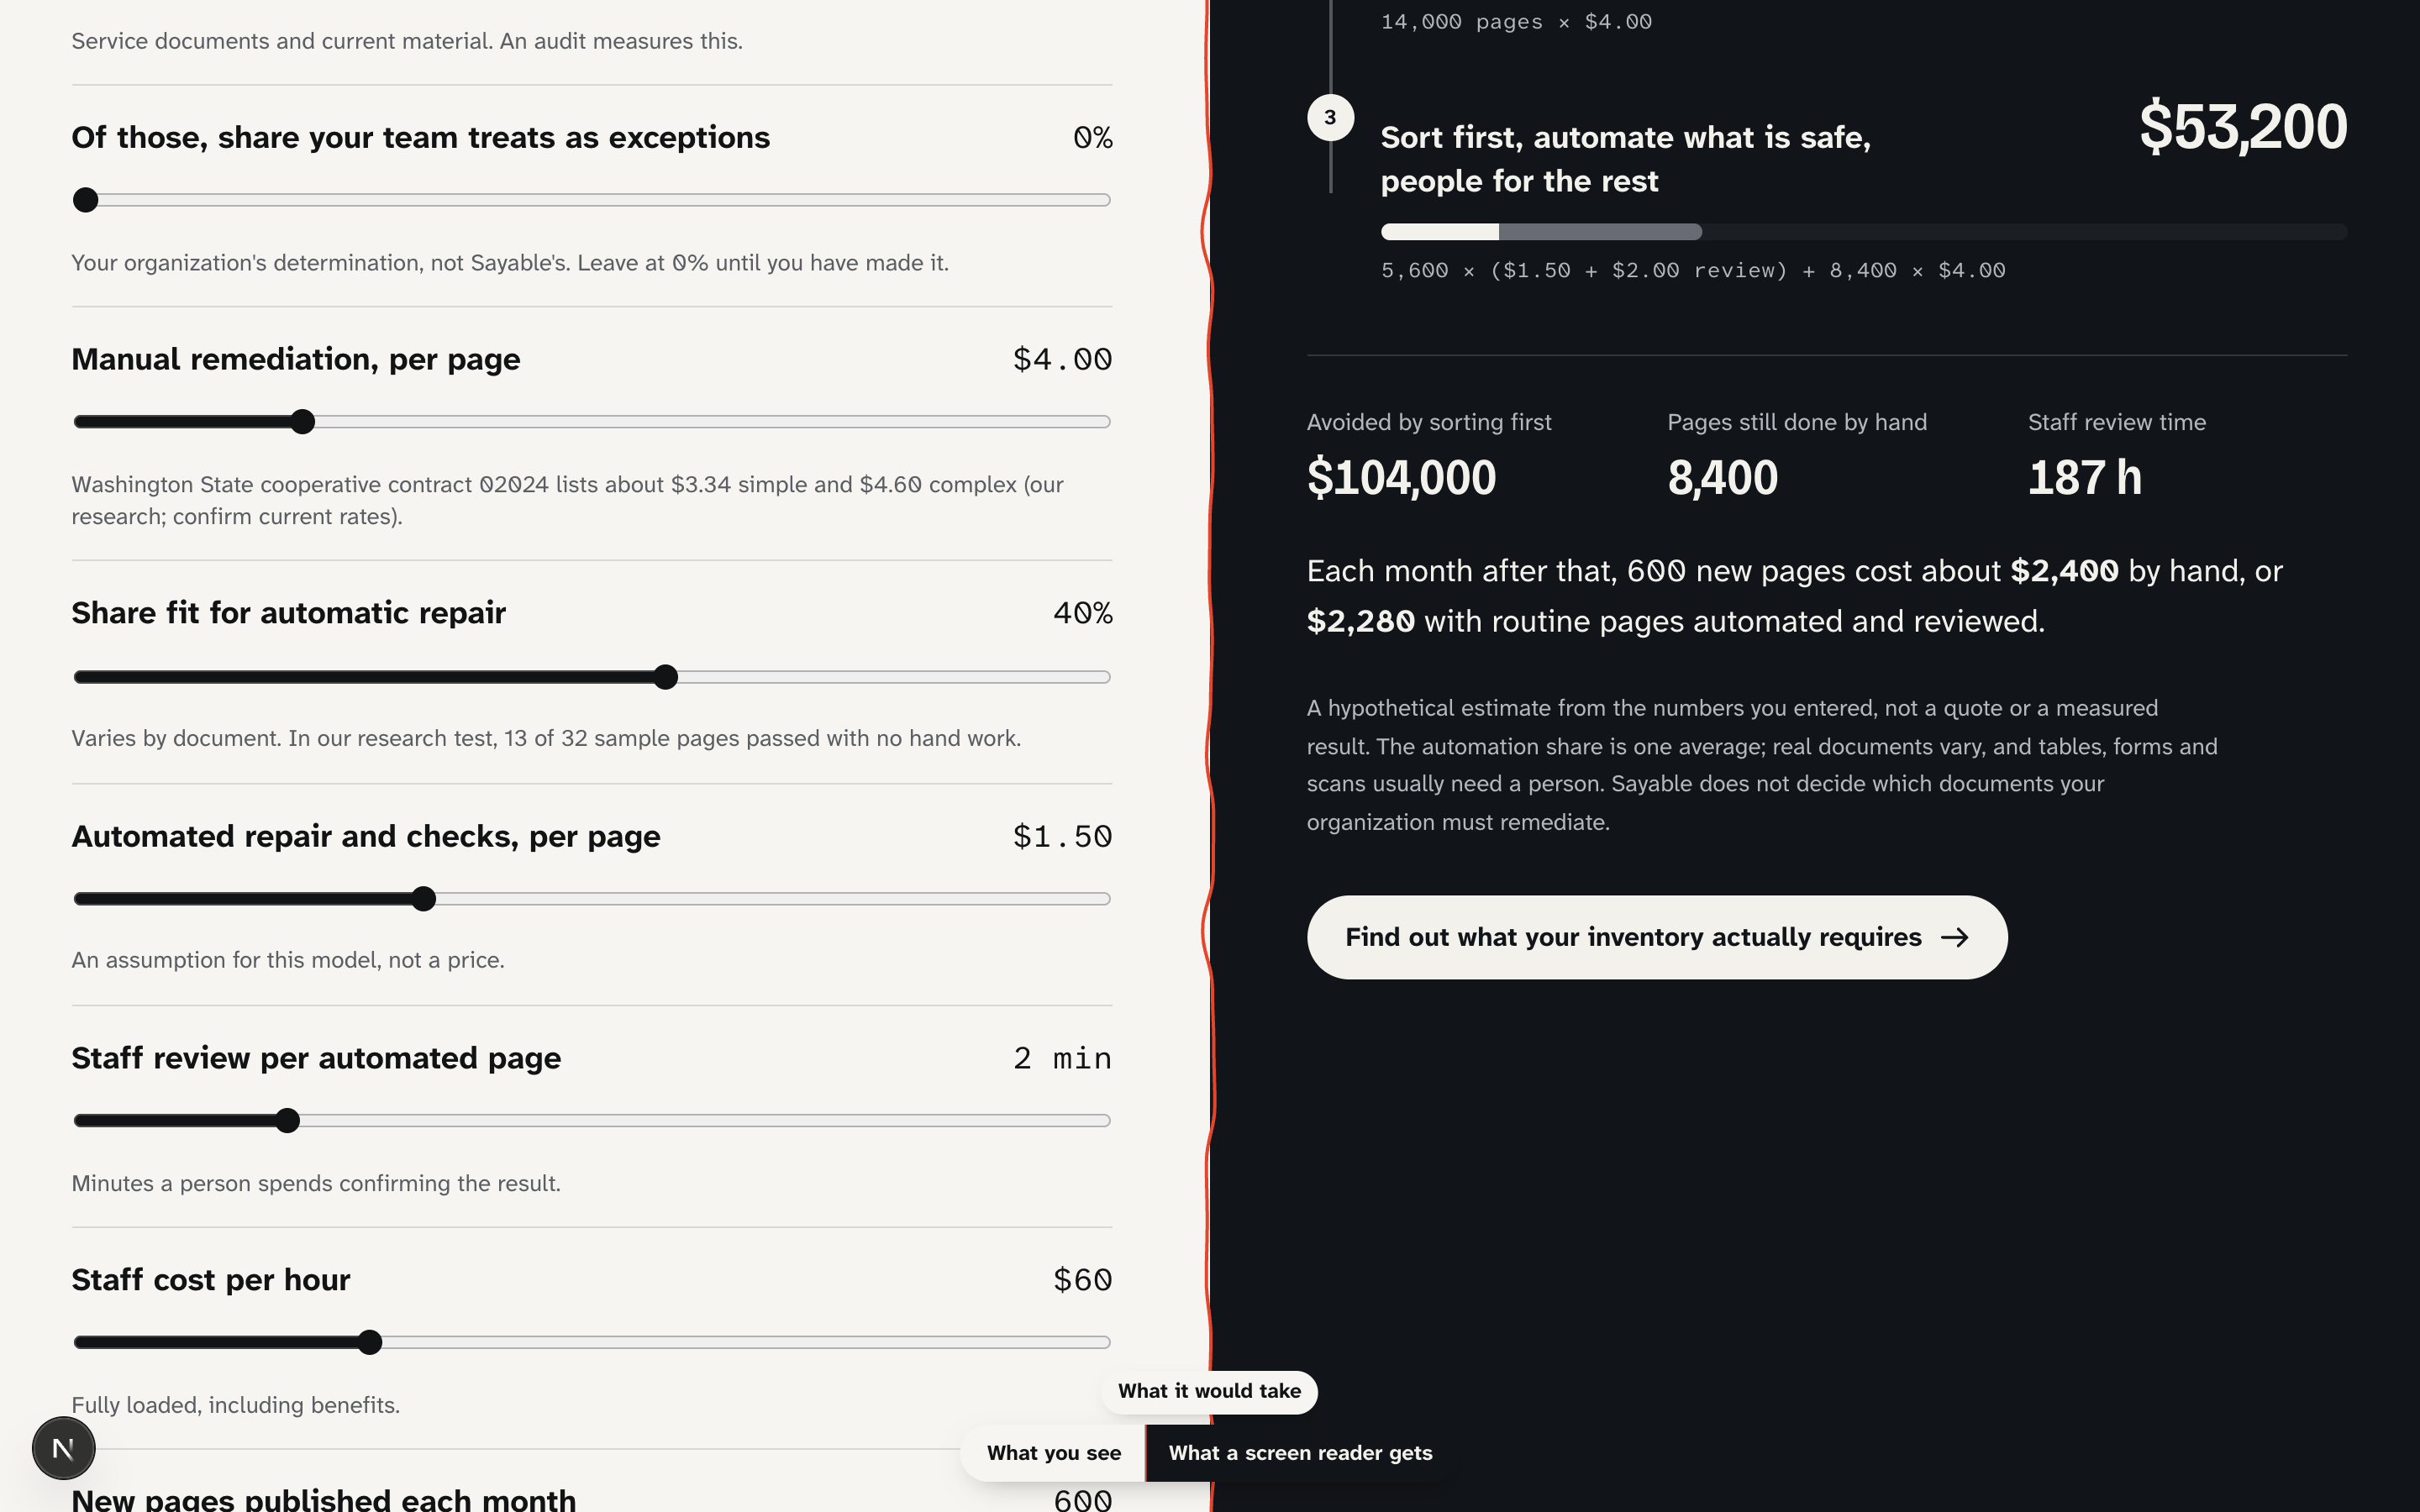 Service documents and current material. An audit measures this.
Of those, share your team treats as exceptions
0%
Your organization's determination, not Sayable's. Leave at 0% until you have made it.
Manual remediation, per page
$4.00
Washington State cooperative contract 02024 lists about $3.34 simple and $4.60 complex (our
research; confirm current rates).
Share fit for automatic repair
40%
Varies by document. In our research test, 13 of 32 sample pages passed with no hand work.
Automated repair and checks, per page
$1.50
An assumption for this model, not a price.
Staff review per automated page
2 min
Minutes a person spends confirming the result.
Staff cost per hour
$60
Fully loaded, including benefits.
New pages published each month
600
14,000 pages × $4.00
3
Sort first, automate what is safe,
people for the rest
$53,200
5,600 × ($1.50 + $2.00 review) + 8,400 × $4.00
Avoided by sorting first
$104,000
Pages still done by hand
8,400
Staff review time
187 h
Each month after that, 600 new pages cost about $2,400 by hand, or
$2,280 with routine pages automated and reviewed.
A hypothetical estimate from the numbers you entered, not a quote or a measured
result. The automation share is one average; real documents vary, and tables, forms and
scans usually need a person. Sayable does not decide which documents your
organization must remediate.
Find out what your inventory actually requires →
What it would take
What you see
What a screen reader gets
N